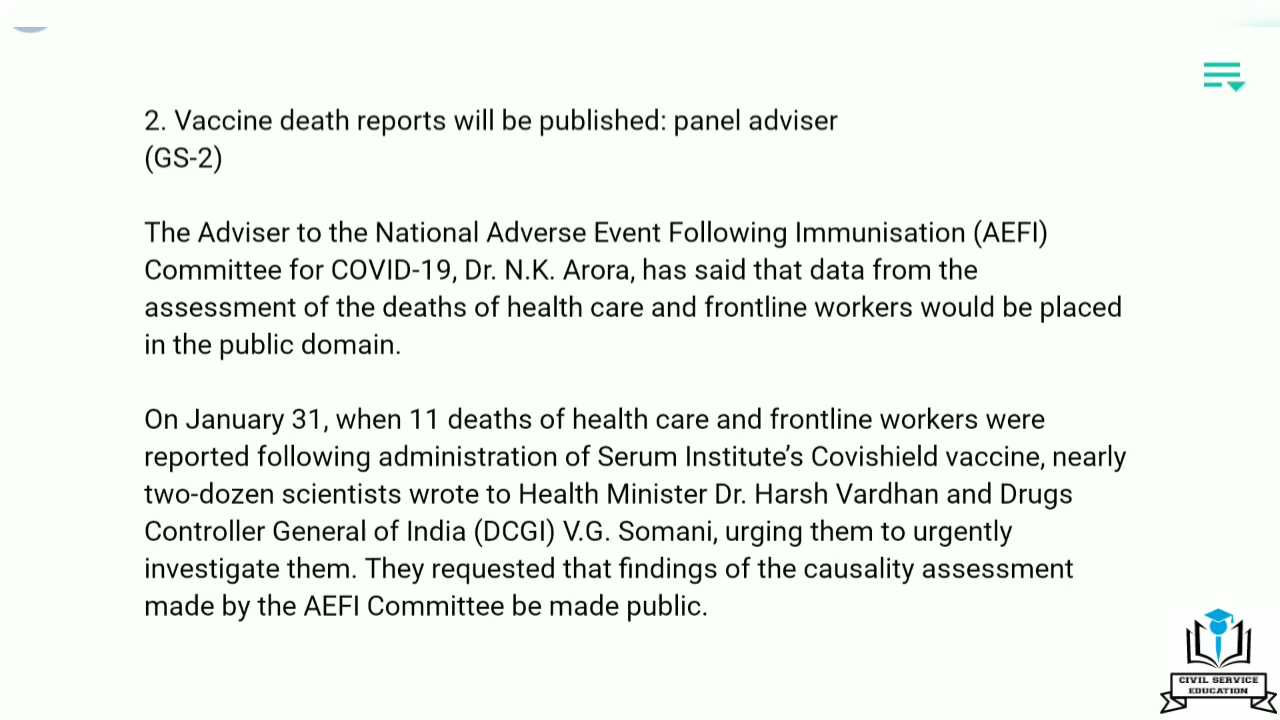 2. Vaccine death reports will be published: panel adviser
(GS-2)
The Adviser to the National Adverse Event Following Immunisation (AEFI)
Committee for COVID-19, Dr. N.K. Arora, has said that data from the
assessment of the deaths of health care and frontline workers would be placed
in the public domain.
On January 31, when 11 deaths of health care and frontline workers were
reported following administration of Serum Institute’s Covishield vaccine, nearly
two-dozen scientists wrote to Health Minister Dr. Harsh Vardhan and Drugs
Controller General of India (DCGI) V.G. Somani, urging them to urgently
investigate them. They requested that findings of the causality assessment
made by the AEFI Committee be made public.
CIVIL SERVICE
EDUCATION